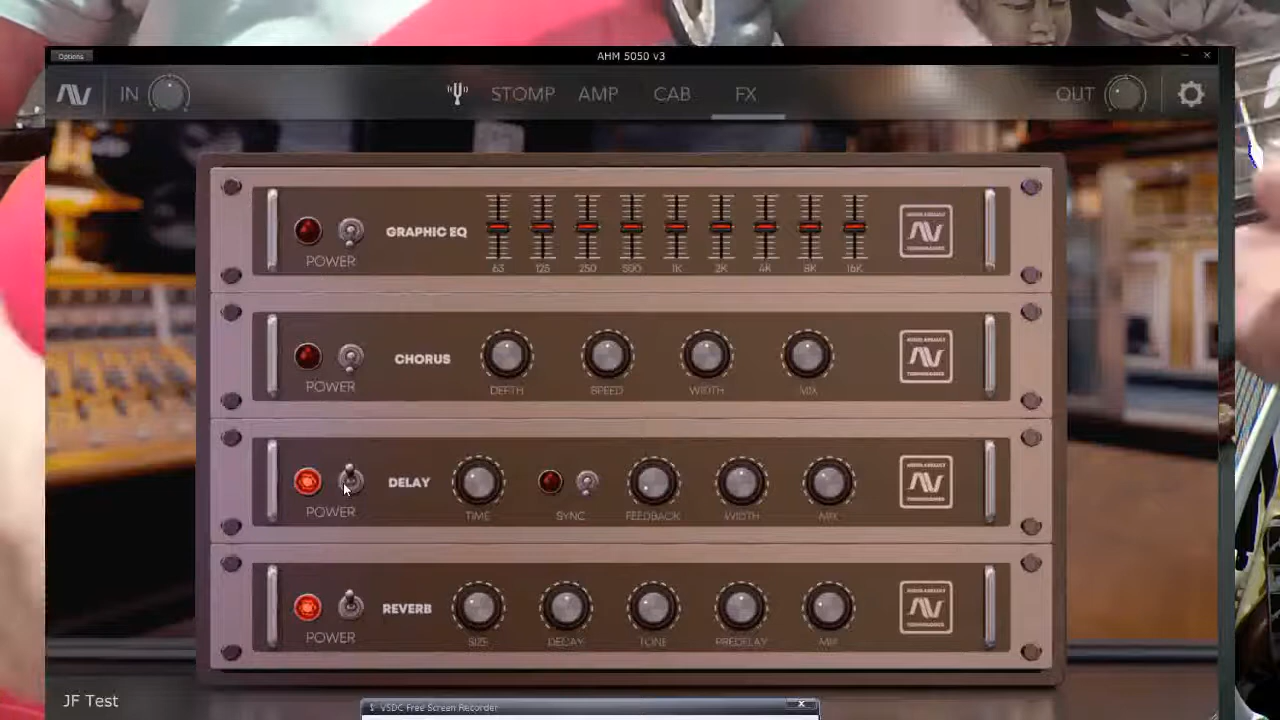 Options
AHM 5050 v3
IN
STOMP
AMP
CAB
FX
OUT
POWER
GRAPHIC EQ
63
125
250
500
1K
2K
4K
8K
16K
POWER
CHORUS
DEPTH
SPEED
WIDTH
MIX
POWER
DELAY
TIME
SYNC
FEEDBACK
WIDTH
MIX
POWER
REVERB
SIZE
DECAY
TONE
PREDELAY
MIX
JF Test
VSDC Free Screen Recorder